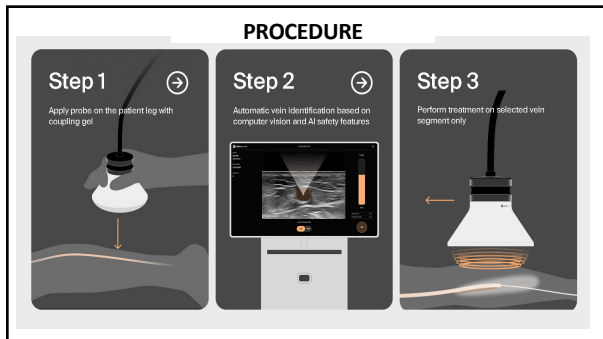 PROCEDURE
Step 1
Apply probe on the patient leg with
coupling gel
Step 2
Automatic vein identification based on
computer vision and AI safety features
Step 3
Perform treatment on selected vein
segment only